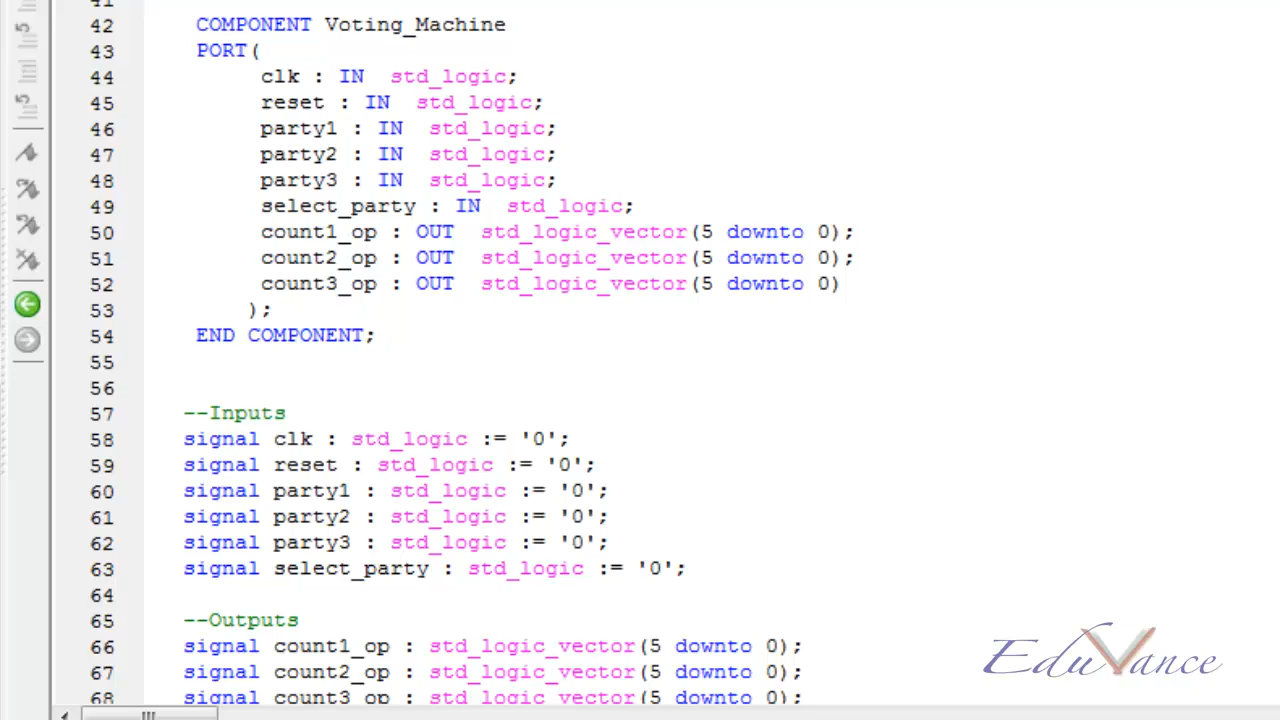 41
42 COMPONENT Voting_Machine
43 PORT(
44 clk : IN std_logic;
45 reset : IN std_logic;
46 party1 : IN std_logic;
47 party2 : IN std_logic;
48 party3 : IN std_logic;
49 select_party : IN std_logic;
50 count1_op : OUT std_logic_vector(5 downto 0);
51 count2_op : OUT std_logic_vector(5 downto 0);
52 count3_op : OUT std_logic_vector(5 downto 0)
53 );
54 END COMPONENT;
55
56
57 --Inputs
58 signal clk : std_logic := '0';
59 signal reset : std_logic := '0';
60 signal party1 : std_logic := '0';
61 signal party2 : std_logic := '0';
62 signal party3 : std_logic := '0';
63 signal select_party : std_logic := '0';
64
65 --Outputs
66 signal count1_op : std_logic_vector(5 downto 0);
67 signal count2_op : std_logic_vector(5 downto 0);
68 signal count3_op : std_logic_vector(5 downto 0);
EduVance